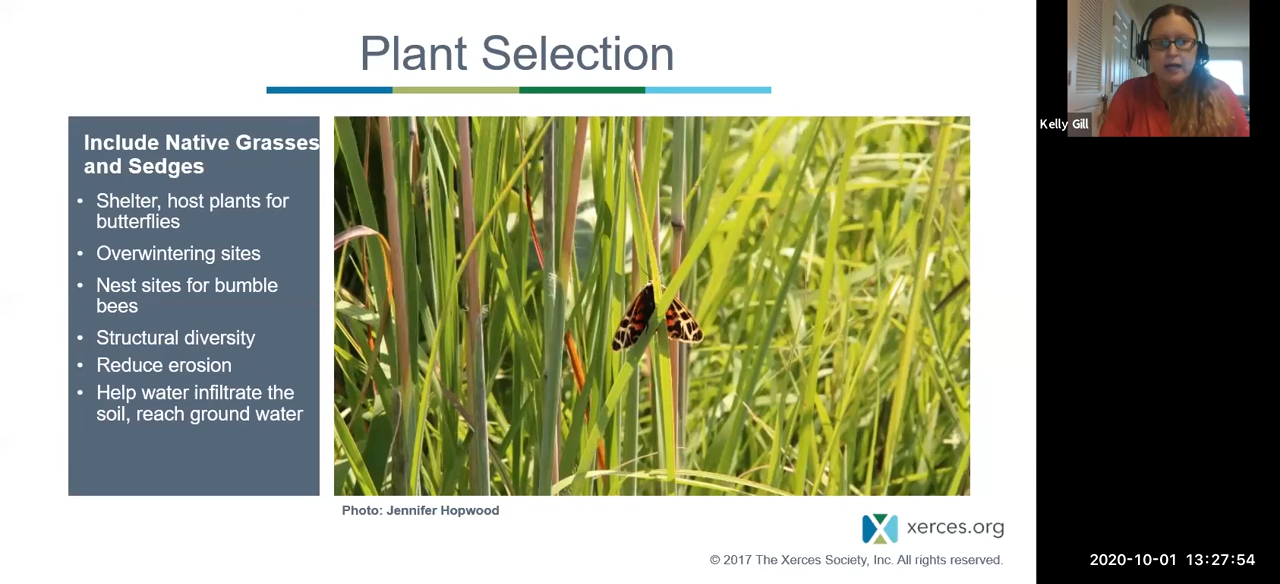 Plant Selection
Include Native Grasses
and Sedges
• Shelter, host plants for
butterflies
• Overwintering sites
• Nest sites for bumble
bees
• Structural diversity
• Reduce erosion
• Help water infiltrate the
soil, reach ground water
Photo: Jennifer Hopwood
xerces.org
© 2017 The Xerces Society, Inc. All rights reserved.
Kelly Gill
2020-10-01 13:27:54